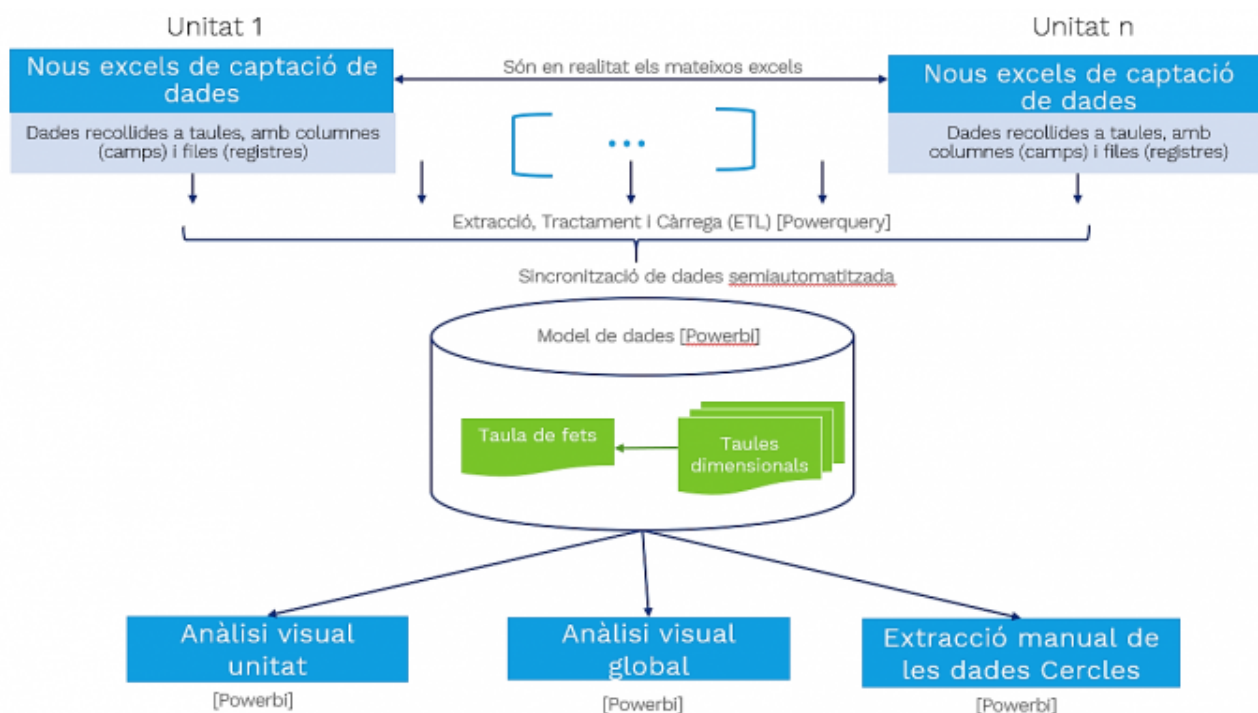 Unitat 1
Unitat n
Nous excels de captació de
dades
Són en realitat els mateixos excels
Nous excels de captació
de dades
Dades recollides a taules, amb columnes
(camps) i files (registres)
...
Dades recollides a taules, amb
columnes (camps) i files (registres)
Extracció, Tractament i Càrrega (ETL) [Powerquery]
Sincronització de dades semiautomatitzada
Model de dades [Powerbi]
Taula de fets
Taules
dimensionals
Anàlisi visual
unitat
[Powerbi]
Anàlisi visual
global
[Powerbi]
Extracció manual de
les dades Cercles
[Powerbi]